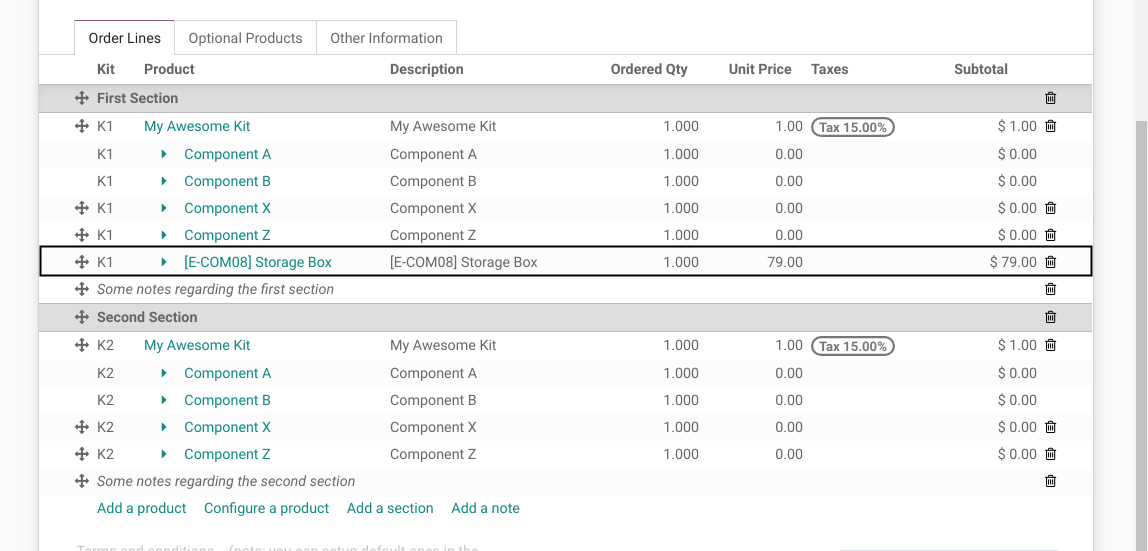 Order Lines Optional Products Other Information
Kit Product Description Ordered Qty Unit Price Taxes Subtotal
First Section
K1 My Awesome Kit My Awesome Kit 1.000 1.00 Tax 15.00% $ 1.00
K1 Component A Component A 1.000 0.00 $ 0.00
K1 Component B Component B 1.000 0.00 $ 0.00
K1 Component X Component X 1.000 0.00 $ 0.00
K1 Component Z Component Z 1.000 0.00 $ 0.00
K1 [E-COM08] Storage Box [E-COM08] Storage Box 1.000 79.00 $ 79.00
Some notes regarding the first section
Second Section
K2 My Awesome Kit My Awesome Kit 1.000 1.00 Tax 15.00% $ 1.00
K2 Component A Component A 1.000 0.00 $ 0.00
K2 Component B Component B 1.000 0.00 $ 0.00
K2 Component X Component X 1.000 0.00 $ 0.00
K2 Component Z Component Z 1.000 0.00 $ 0.00
Some notes regarding the second section
Add a product Configure a product Add a section Add a note
Terms and conditions... (note: you can setup default ones in the